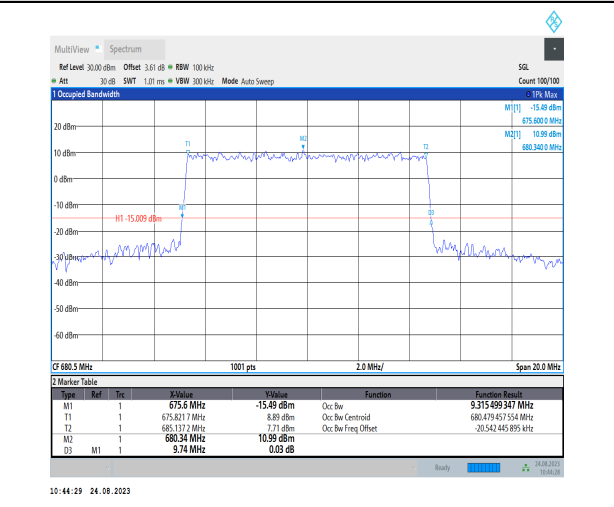 MultiView Spectrum
Ref Level 30.00 dBm Offset 3.61 dB RBW 100 kHz SGL
Att 30 dB SWT 1.01 ms VBW 300 kHz Mode Auto Sweep Count 100/100
1 Occupied Bandwidth 1Pk Max
M1[1] -15.49 dBm
675.600 0 MHz
M2[1] 10.99 dBm
680.340 0 MHz
20 dBm
T1 M2 T2
10 dBm
0 dBm
-10 dBm
M1 D3
H1 -15.009 dBm
-20 dBm
-30 dBm
-40 dBm
-50 dBm
-60 dBm
CF 680.5 MHz 1001 pts 2.0 MHz/ Span 20.0 MHz
2 Marker Table
Type Ref Trc X-Value Y-Value Function Function Result
M1 1 675.6 MHz -15.49 dBm Occ Bw 9.315 499 347 MHz
T1 1 675.821 7 MHz 8.89 dBm Occ Bw Centroid 680.479 457 554 MHz
T2 1 685.137 2 MHz 7.71 dBm Occ Bw Freq Offset -20.542 445 895 kHz
M2 1 680.34 MHz 10.99 dBm
D3 M1 1 9.74 MHz 0.03 dB
Ready 24.08.2023
10:44:28
10:44:29 24.08.2023